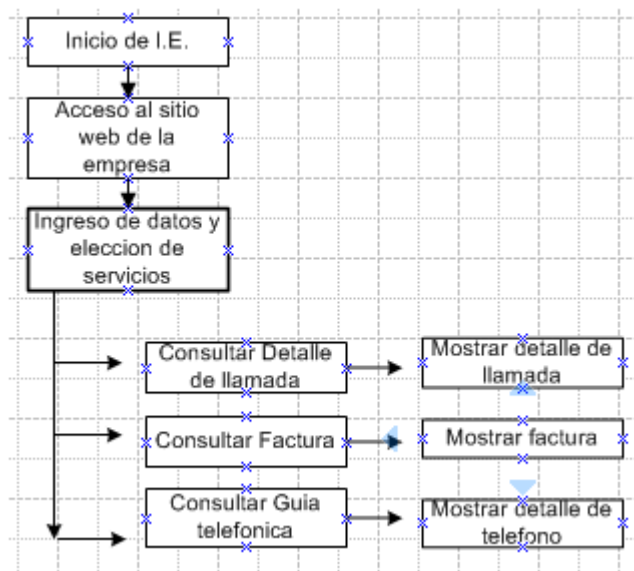 Inicio de I.E.
Acceso al sitio
web de la
empresa
Ingreso de datos y
eleccion de
servicios
Consultar Detalle
de llamada
Mostrar detalle de
llamada
Consultar Factura
Mostrar factura
Consultar Guia
telefonica
Mostrar detalle de
telefono